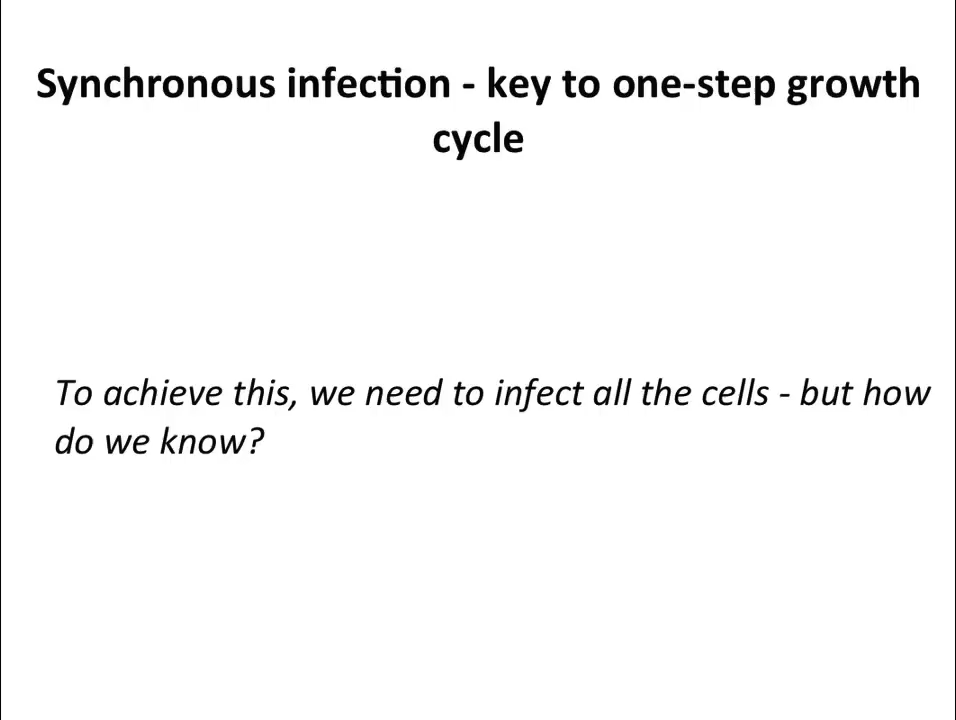 Synchronous infection - key to one-step growth
cycle
To achieve this, we need to infect all the cells - but how
do we know?